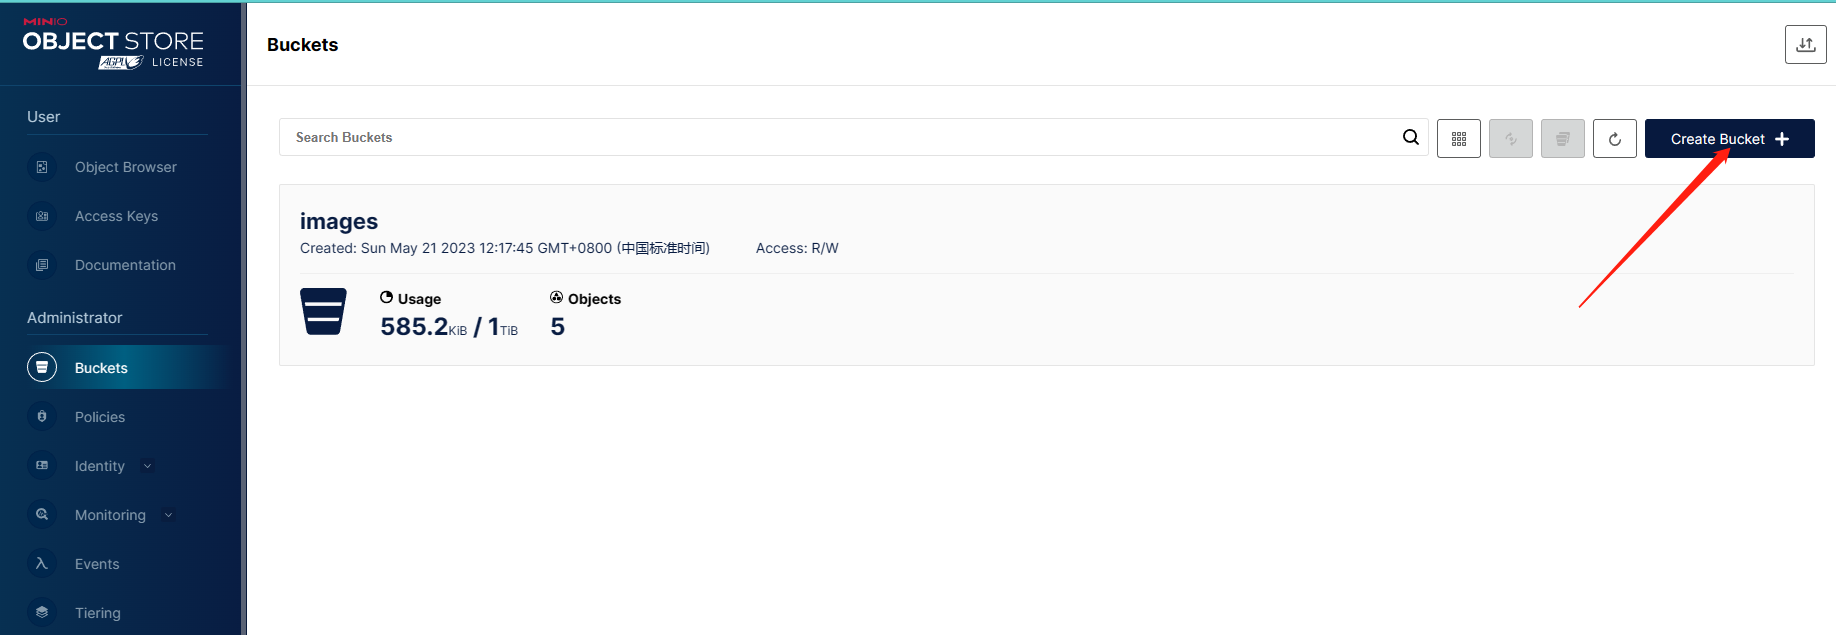 MINIO
OBJECT STORE
AGPLv3 LICENSE
User
Object Browser
Access Keys
Documentation
Administrator
Buckets
Policies
Identity
Monitoring
Events
Tiering
Buckets
Search Buckets
Create Bucket
images
Created: Sun May 21 2023 12:17:45 GMT+0800 (中国标准时间) Access: R/W
Usage
585.2KiB / 1TiB
Objects
5